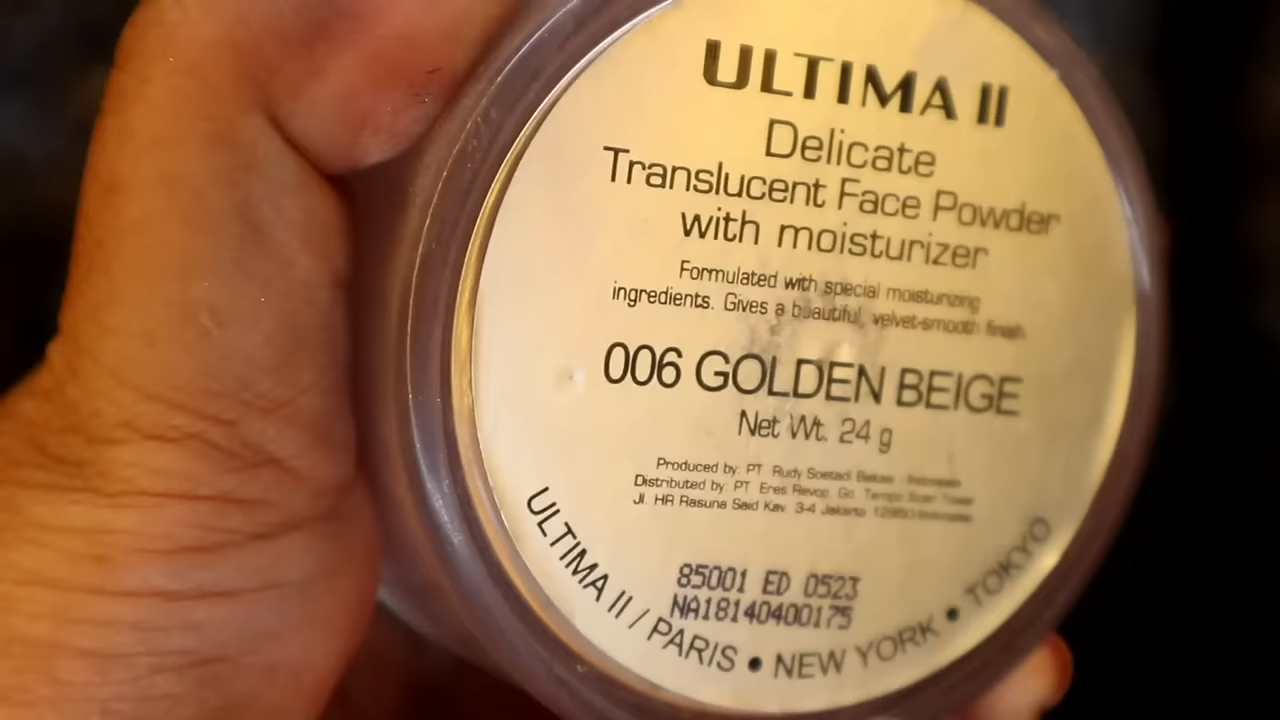 ULTIMA II
Delicate
Translucent Face Powder
with moisturizer
Formulated with special moisturizing
ingredients. Gives a beautiful, velvet-smooth finish
006 GOLDEN BEIGE
Net Wt. 24 g
Produced by: PT. Rudy Soetadi Indonesia
Distributed by: PT Eres Revco Gd. Tempo Scan Tower
Jl. HR Rasuna Said Kav. 3-4 Jakarta 12950 Indonesia
85001 ED 0523
NA18140400175
ULTIMA II / PARIS • NEW YORK • TOKYO